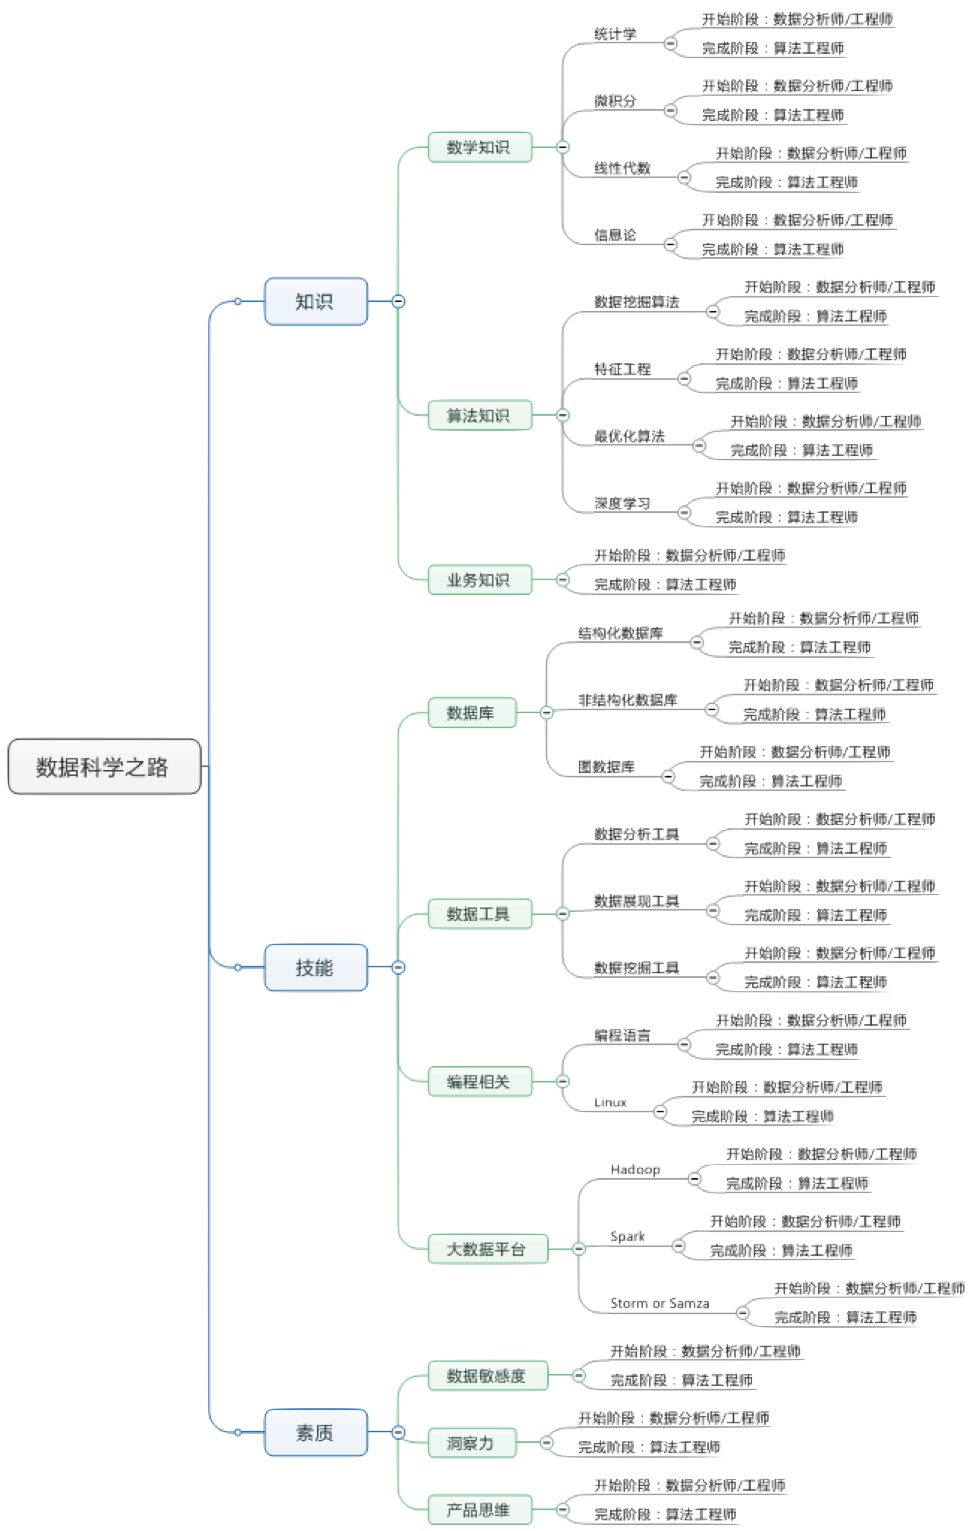 数据科学之路
知识
数学知识
统计学
开始阶段：数据分析师/工程师
完成阶段：算法工程师
微积分
开始阶段：数据分析师/工程师
完成阶段：算法工程师
线性代数
开始阶段：数据分析师/工程师
完成阶段：算法工程师
信息论
开始阶段：数据分析师/工程师
完成阶段：算法工程师
算法知识
数据挖掘算法
开始阶段：数据分析师/工程师
完成阶段：算法工程师
特征工程
开始阶段：数据分析师/工程师
完成阶段：算法工程师
最优化算法
开始阶段：数据分析师/工程师
完成阶段：算法工程师
深度学习
开始阶段：数据分析师/工程师
完成阶段：算法工程师
业务知识
开始阶段：数据分析师/工程师
完成阶段：算法工程师
技能
数据库
结构化数据库
开始阶段：数据分析师/工程师
完成阶段：算法工程师
非结构化数据库
开始阶段：数据分析师/工程师
完成阶段：算法工程师
图数据库
开始阶段：数据分析师/工程师
完成阶段：算法工程师
数据工具
数据分析工具
开始阶段：数据分析师/工程师
完成阶段：算法工程师
数据展现工具
开始阶段：数据分析师/工程师
完成阶段：算法工程师
数据挖掘工具
开始阶段：数据分析师/工程师
完成阶段：算法工程师
编程相关
编程语言
开始阶段：数据分析师/工程师
完成阶段：算法工程师
Linux
开始阶段：数据分析师/工程师
完成阶段：算法工程师
大数据平台
Hadoop
开始阶段：数据分析师/工程师
完成阶段：算法工程师
Spark
开始阶段：数据分析师/工程师
完成阶段：算法工程师
Storm or Samza
开始阶段：数据分析师/工程师
完成阶段：算法工程师
素质
数据敏感度
开始阶段：数据分析师/工程师
完成阶段：算法工程师
洞察力
开始阶段：数据分析师/工程师
完成阶段：算法工程师
产品思维
开始阶段：数据分析师/工程师
完成阶段：算法工程师